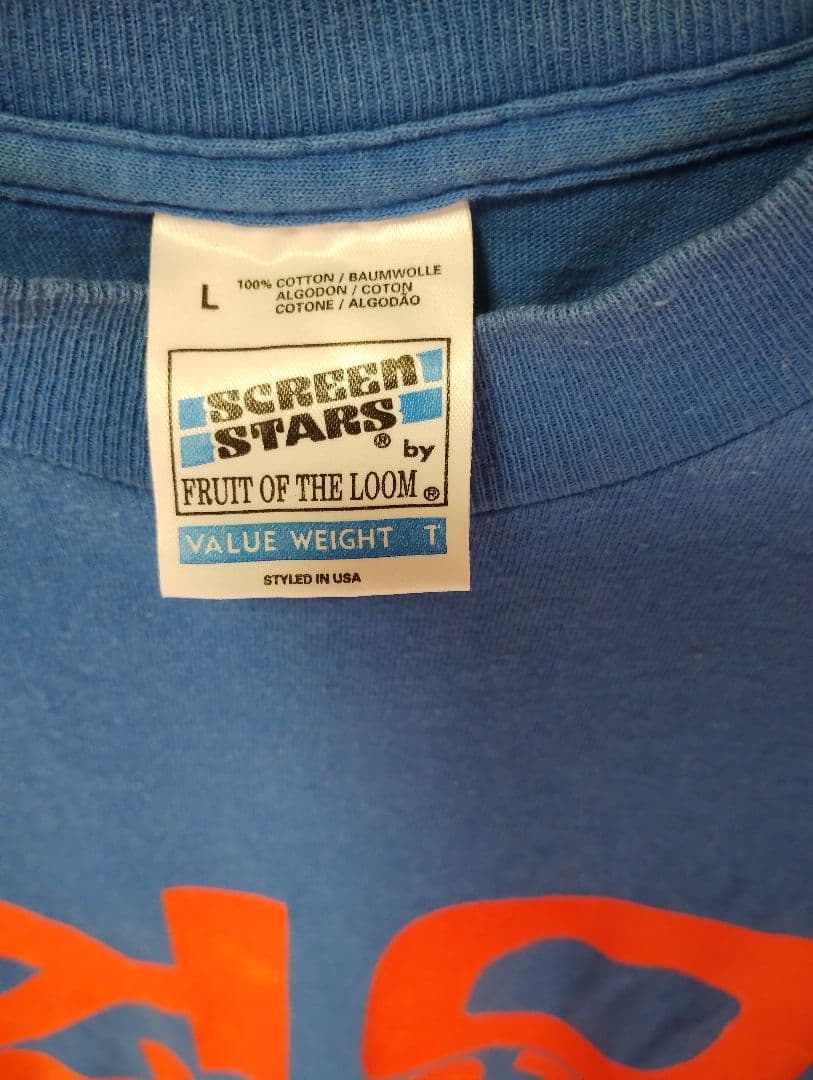 L
100% COTTON / BAUMWOLLE
ALGODON / COTON
COTONE / ALGODÃO
SCREEN
STARS®
by
FRUIT OF THE LOOM®
VALUE WEIGHT T
STYLED IN USA